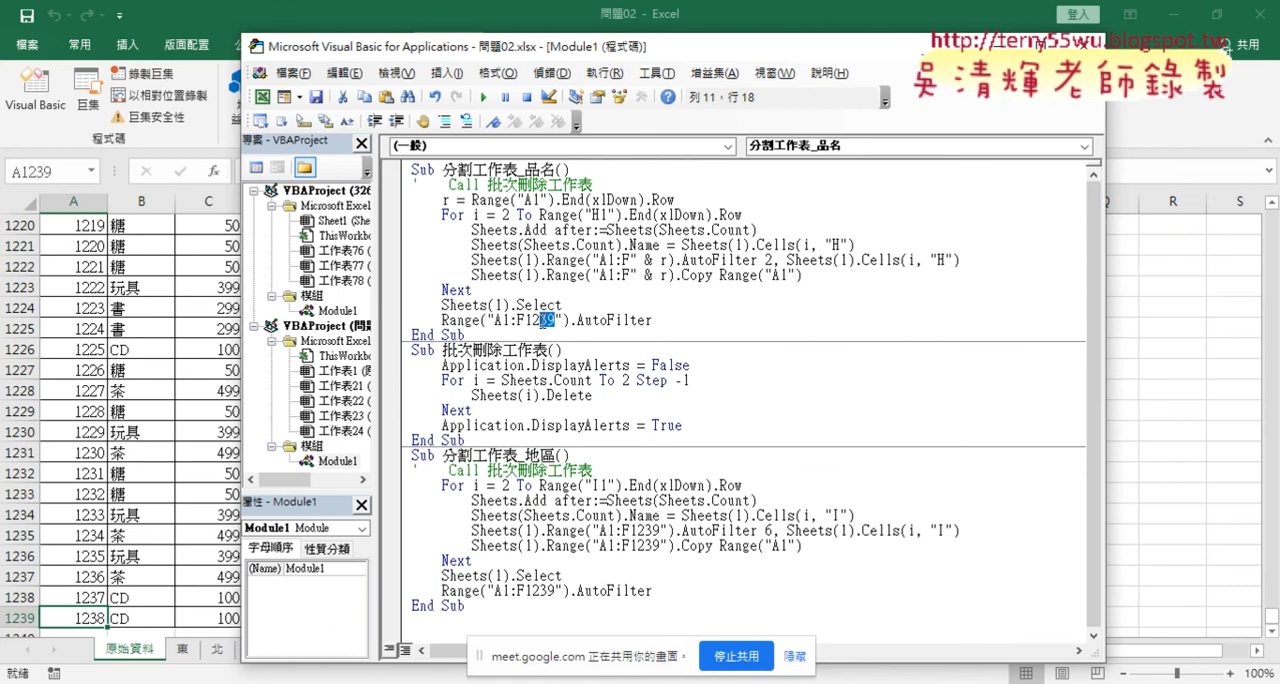 問題02 - Excel
登入
檔案 常用 插入 版面配置
共用
http://terry55wu.blogspot.tw
吳清輝老師錄製
Visual Basic
巨集
錄製巨集
以相對位置錄製
巨集安全性
程式碼
Microsoft Visual Basic for Applications - 問題02.xlsx - [Module1 (程式碼)]
檔案(F) 編輯(E) 檢視(V) 插入(I) 格式(O) 偵錯(D) 執行(R) 工具(T) 增益集(A) 視窗(W) 說明(H)
列 11，行 18
專案 - VBAProject
VBAProject (326
Microsoft Excel
Sheet1 (She
ThisWorkb
工作表76 (
工作表77 (
工作表78 (
模組
Module1
VBAProject (問
Microsoft Excel
ThisWorkb
工作表1 (
工作表21 (
工作表22 (
工作表23 (
工作表24 (
模組
Module1
屬性 - Module1
Module1 Module
字母順序 性質分類
(Name) Module1
(一般)
分割工作表_品名
Sub 分割工作表_品名()
' Call 批次刪除工作表
r = Range("A1").End(xlDown).Row
For i = 2 To Range("H1").End(xlDown).Row
Sheets.Add after:=Sheets(Sheets.Count)
Sheets(Sheets.Count).Name = Sheets(1).Cells(i, "H")
Sheets(1).Range("A1:F" & r).AutoFilter 2, Sheets(1).Cells(i, "H")
Sheets(1).Range("A1:F" & r).Copy Range("A1")
Next
Sheets(1).Select
Range("A1:F1239").AutoFilter
End Sub
Sub 批次刪除工作表()
Application.DisplayAlerts = False
For i = Sheets.Count To 2 Step -1
Sheets(i).Delete
Next
Application.DisplayAlerts = True
End Sub
Sub 分割工作表_地區()
' Call 批次刪除工作表
For i = 2 To Range("I1").End(xlDown).Row
Sheets.Add after:=Sheets(Sheets.Count)
Sheets(Sheets.Count).Name = Sheets(1).Cells(i, "I")
Sheets(1).Range("A1:F1239").AutoFilter 6, Sheets(1).Cells(i, "I")
Sheets(1).Range("A1:F1239").Copy Range("A1")
Next
Sheets(1).Select
Range("A1:F1239").AutoFilter
End Sub
A1239
fx
A B C R S
1220 1219 糖 50
1221 1220 糖 50
1222 1221 糖 50
1223 1222 玩具 399
1224 1223 書 299
1225 1224 書 299
1226 1225 CD 100
1227 1226 糖 50
1228 1227 茶 499
1229 1228 糖 50
1230 1229 玩具 399
1231 1230 茶 499
1232 1231 糖 50
1233 1232 糖 50
1234 1233 玩具 399
1235 1234 茶 499
1236 1235 玩具 399
1237 1236 茶 499
1238 1237 CD 100
1239 1238 CD 100
原始資料 東 北
meet.google.com 正在共用你的畫面。 停止共用 隱藏
就緒
100%